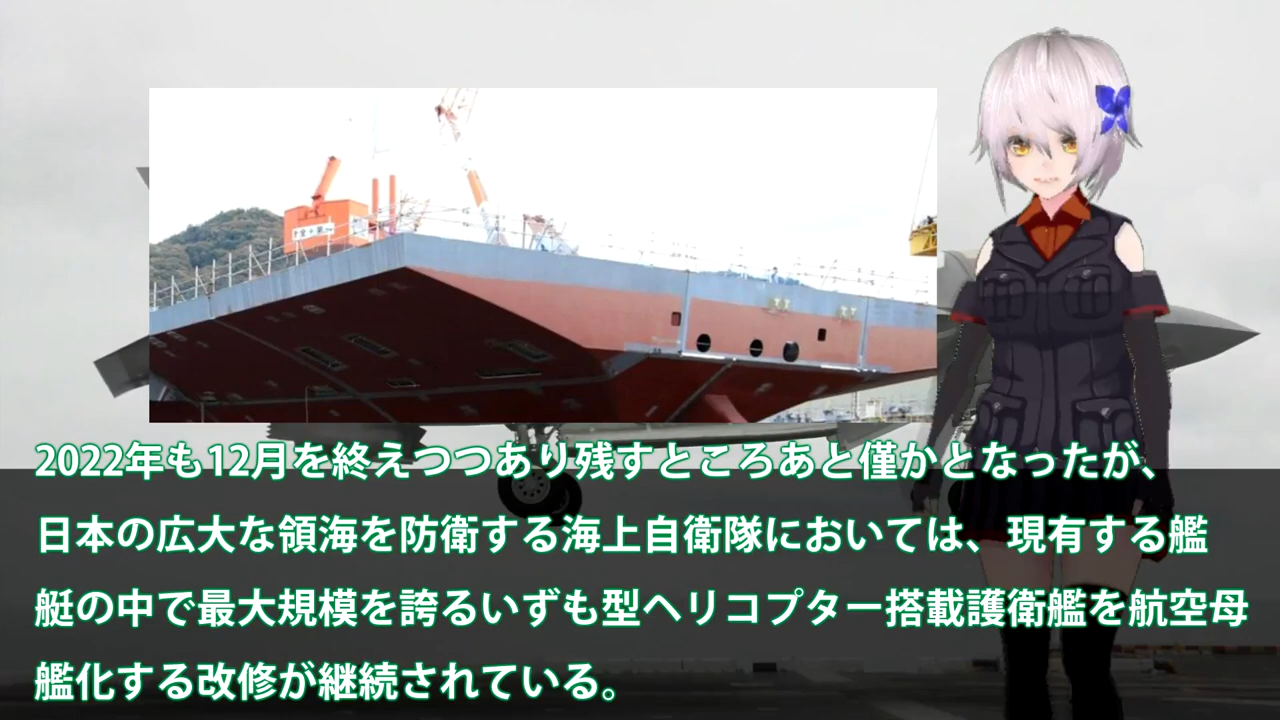 2022年も12月を終えつつあり残すところあと僅かとなったが、
日本の広大な領海を防衛する海上自衛隊においては、現有する艦
艇の中で最大規模を誇るいずも型ヘリコプター搭載護衛艦を航空母
艦化する改修が継続されている。